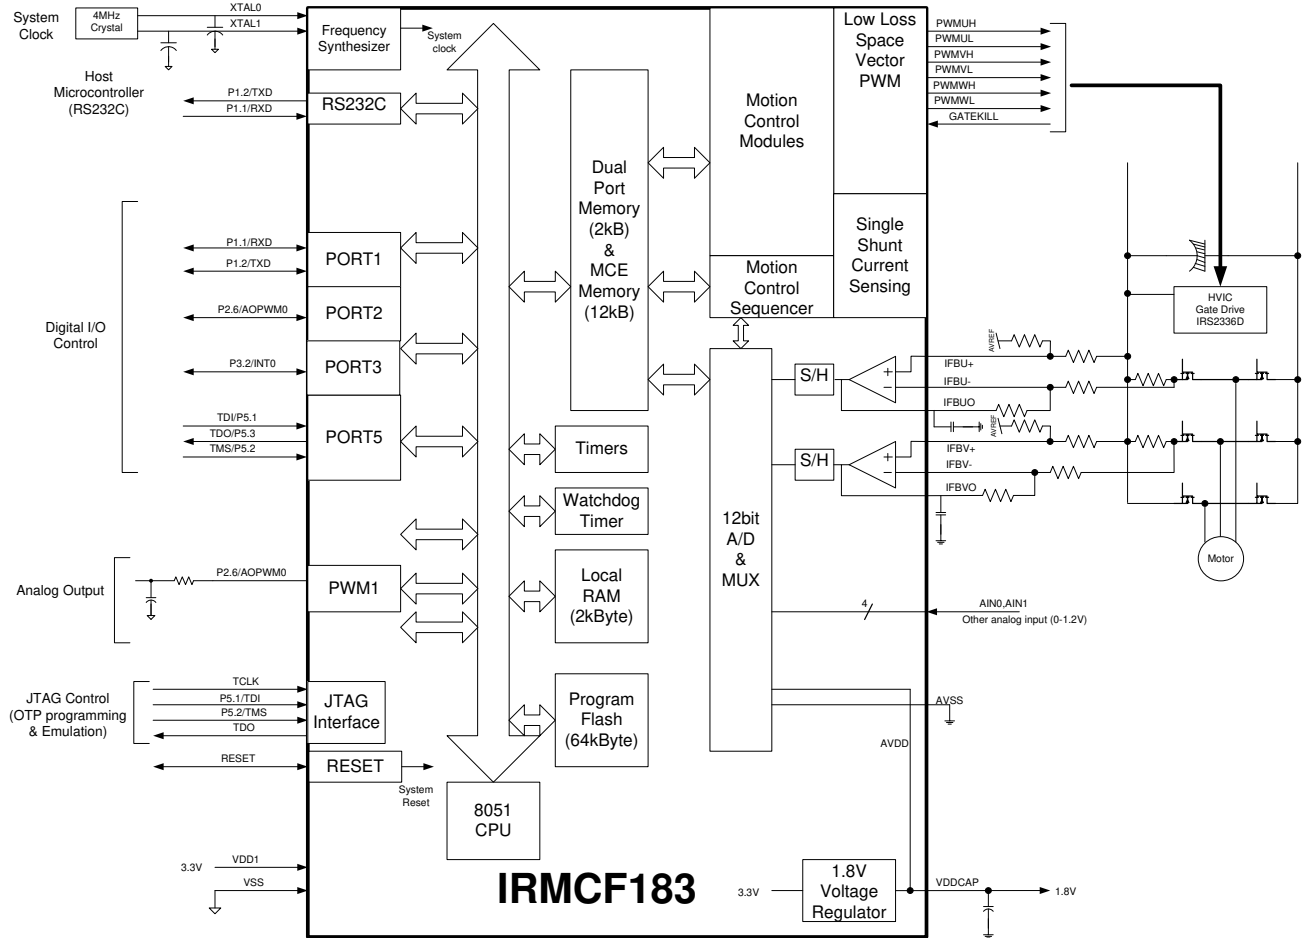 System
Clock
4MHz
Crystal
XTAL0
XTAL1
Frequency
Synthesizer
System
clock
Host
Microcontroller
(RS232C)
P1.2/TXD
P1.1/RXD
RS232C
Digital I/O
Control
P1.1/RXD
P1.2/TXD
PORT1
P2.6/AOPWM0
PORT2
P3.2/INT0
PORT3
TDI/P5.1
TDO/P5.3
TMS/P5.2
PORT5
Analog Output
P2.6/AOPWM0
PWM1
JTAG Control
(OTP programming
& Emulation)
TCLK
P5.1/TDI
P5.2/TMS
TDO
JTAG
Interface
RESET
RESET
System
Reset
3.3V
VDD1
VSS
8051
CPU
Dual
Port
Memory
(2kB)
&
MCE
Memory
(12kB)
Timers
Watchdog
Timer
Local
RAM
(2kByte)
Program
Flash
(64kByte)
Motion
Control
Modules
Motion
Control
Sequencer
Low Loss
Space
Vector
PWM
Single
Shunt
Current
Sensing
12bit
A/D
&
MUX
S/H
+
−
S/H
+
−
PWMUH
PWMUL
PWMVH
PWMVL
PWMWH
PWMWL
GATEKILL
HVIC
Gate Drive
IRS2336D
AVREF
IFBU+
IFBU-
IFBUO
AVREF
IFBV+
IFBV-
IFBVO
Motor
4
AIN0,AIN1
Other analog input (0-1.2V)
AVSS
AVDD
IRMCF183
3.3V
1.8V
Voltage
Regulator
VDDCAP
1.8V